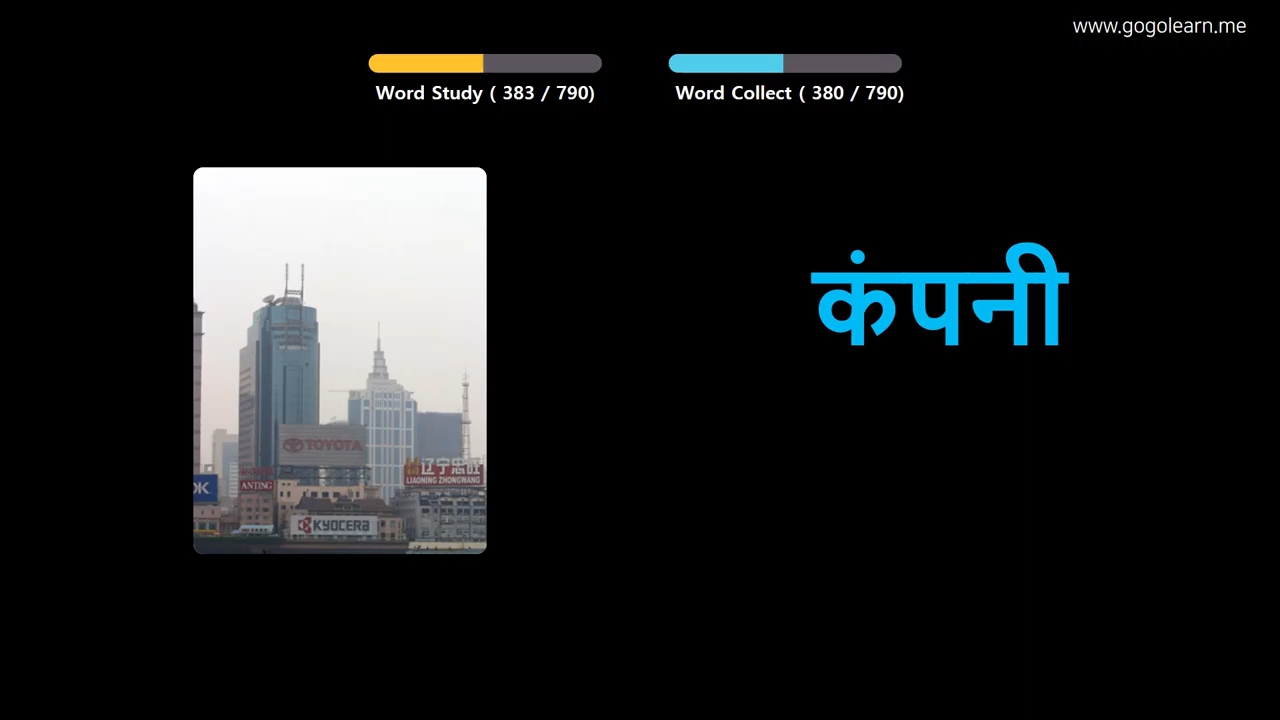 www.gogolearn.me
Word Study ( 383 / 790)
Word Collect ( 380 / 790)
कंपनी
TOYOTA
辽宁忠旺
LIAONING ZHONGWANG
OK
ANTING
KYOCERA